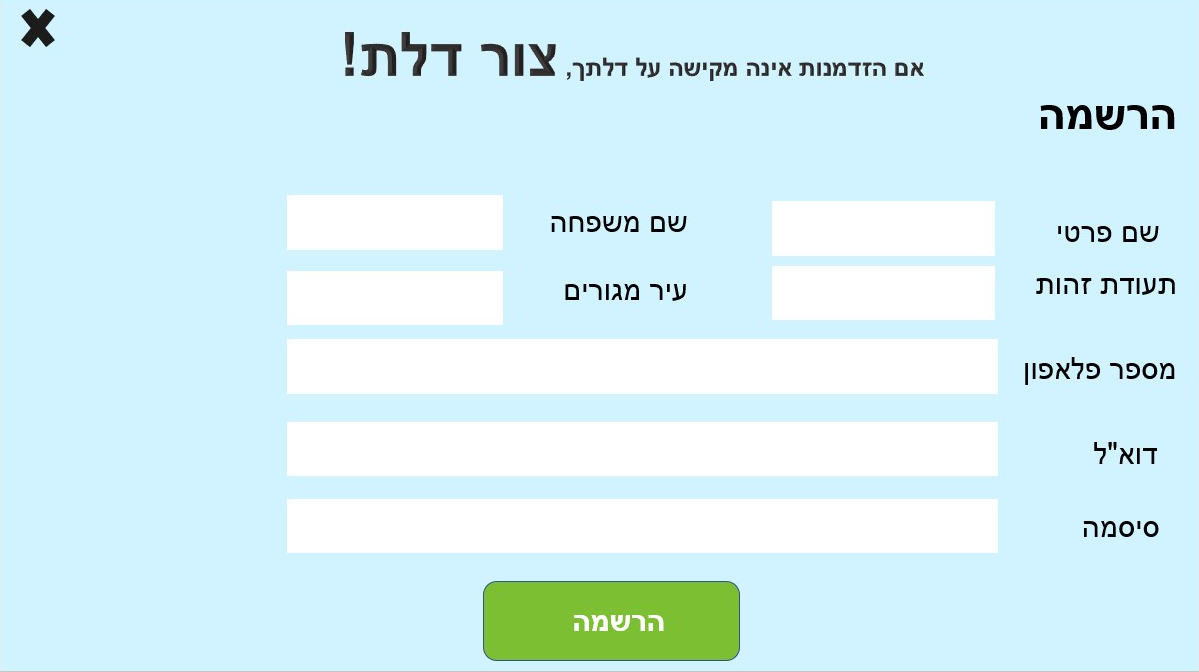 אם הזדמנות אינה מקישה על דלתך, צור דלת!
הרשמה
שם פרטי
שם משפחה
תעודת זהות
עיר מגורים
מספר פלאפון
דוא"ל
סיסמה
הרשמה